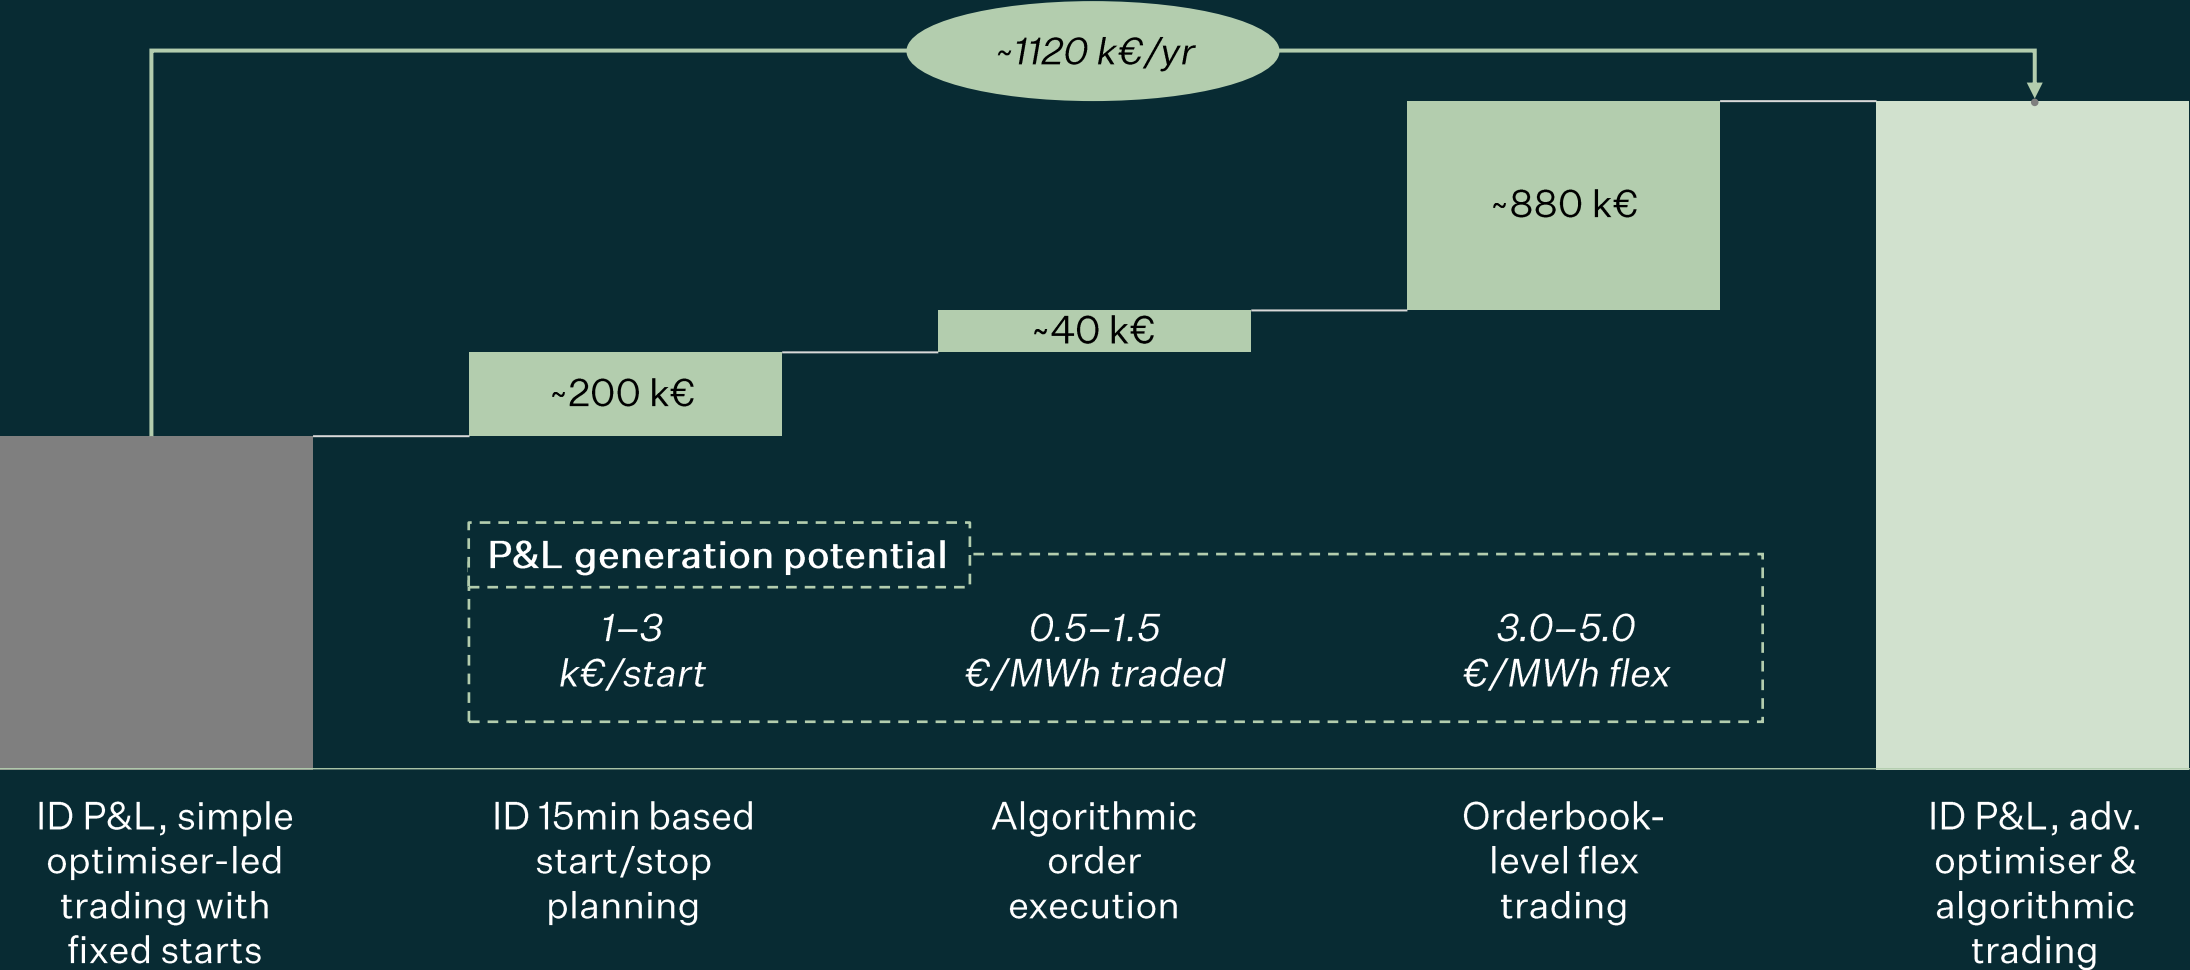 ~1120 k€/yr
~880 k€
~40 k€
~200 k€
P&L generation potential
1–3
k€/start
0.5–1.5
€/MWh traded
3.0–5.0
€/MWh flex
ID P&L, simple
optimiser-led
trading with
fixed starts
ID 15min based
start/stop
planning
Algorithmic
order
execution
Orderbook-
level flex
trading
ID P&L, adv.
optimiser &
algorithmic
trading